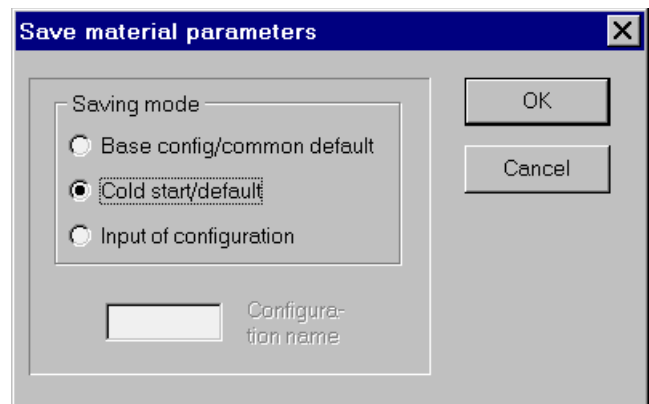 Save material parameters
Saving mode
OK
Base config/common default
Cancel
Cold start/default
Input of configuration
Configura-
tion name